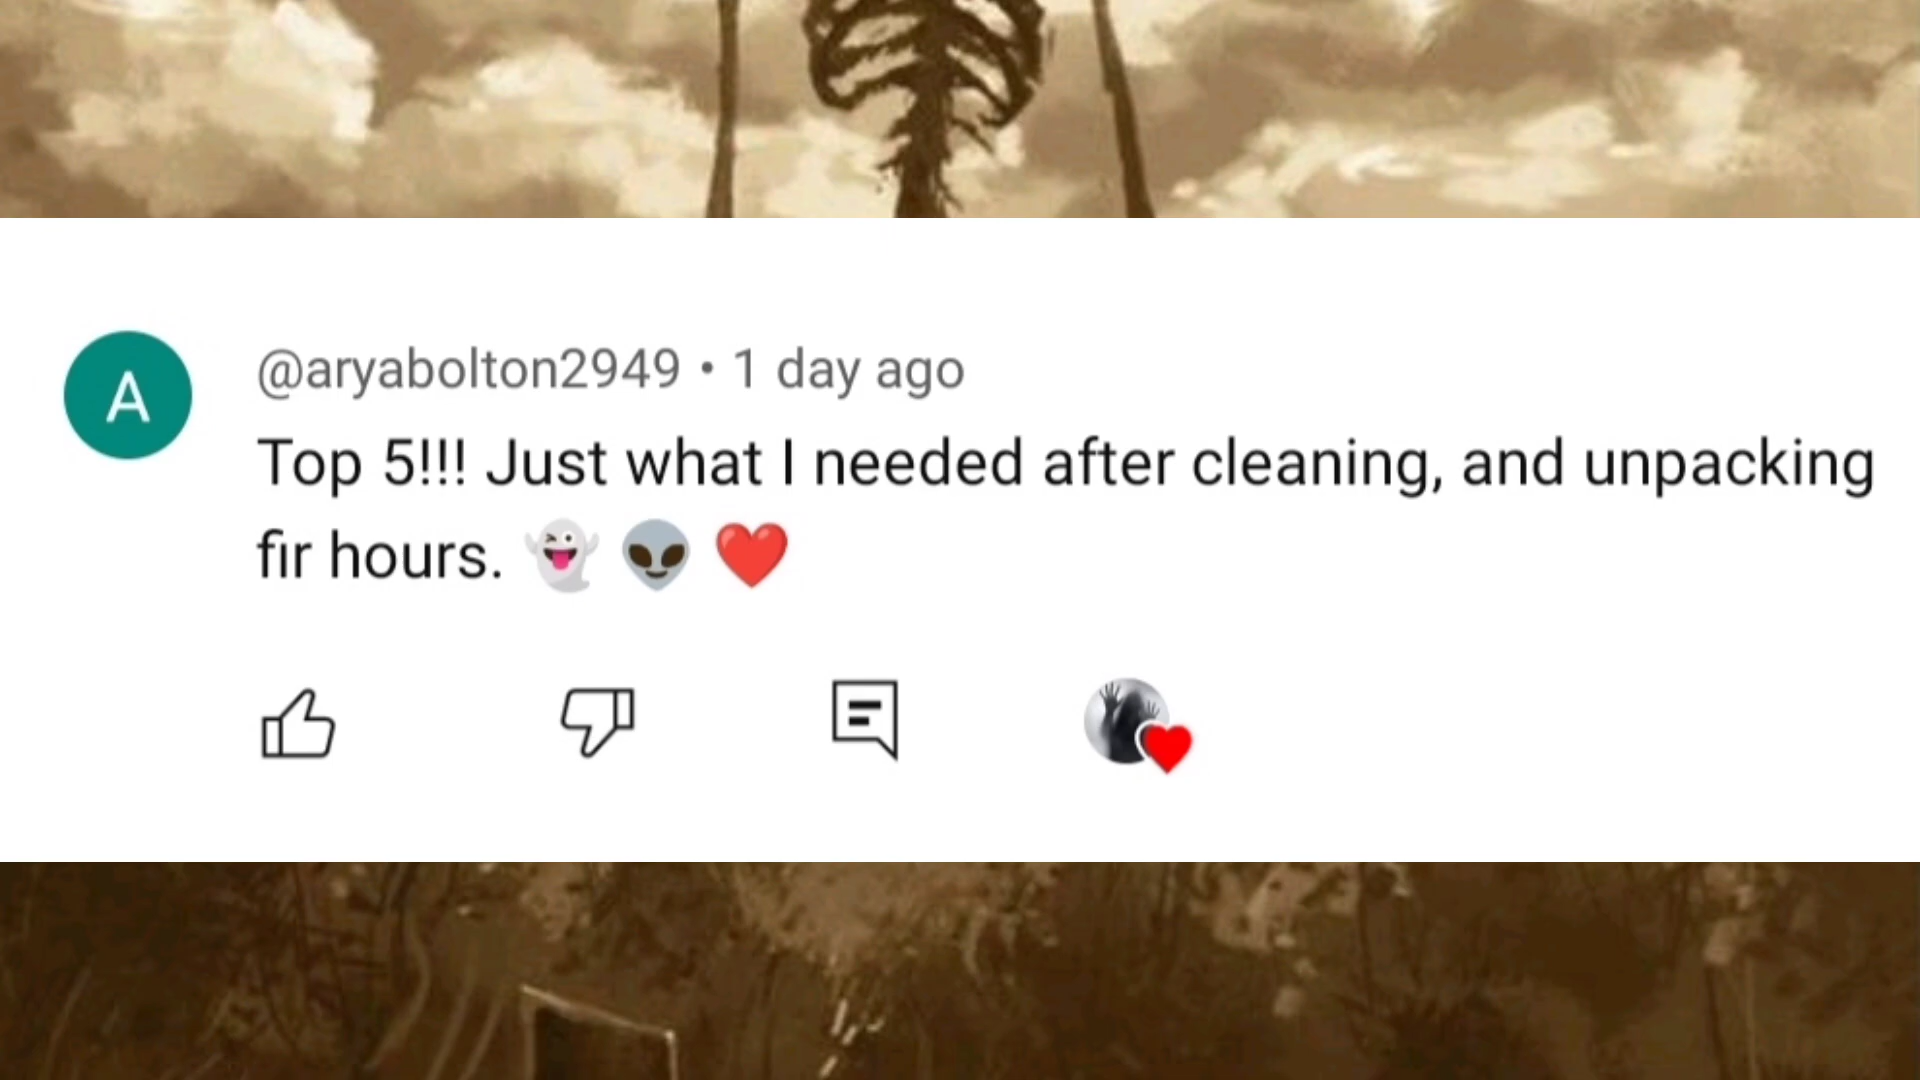 A
@aryabolton2949 • 1 day ago
Top 5!!! Just what I needed after cleaning, and unpacking
fir hours. 👻 👽 ❤️